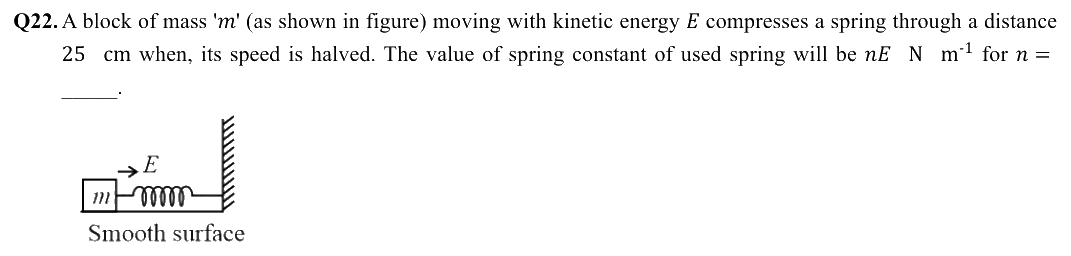 Q22. A block of mass 'm' (as shown in figure) moving with kinetic energy E compresses a spring through a distance
25 cm when, its speed is halved. The value of spring constant of used spring will be nE N m⁻¹ for n =
_____.
→ E
m
Smooth surface